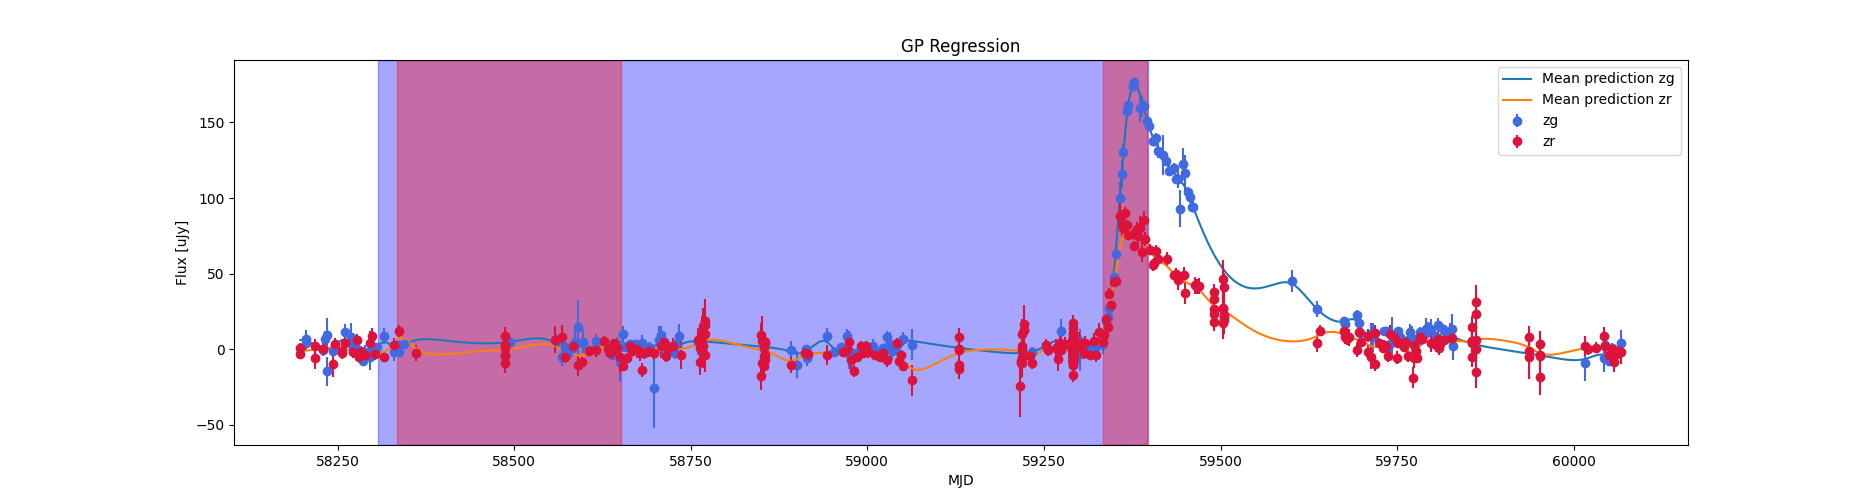 GP Regression
Mean prediction zg
Mean prediction zr
zg
zr
Flux [uJy]
150
100
50
0
−50
58250
58500
58750
59000
59250
59500
59750
60000
MJD